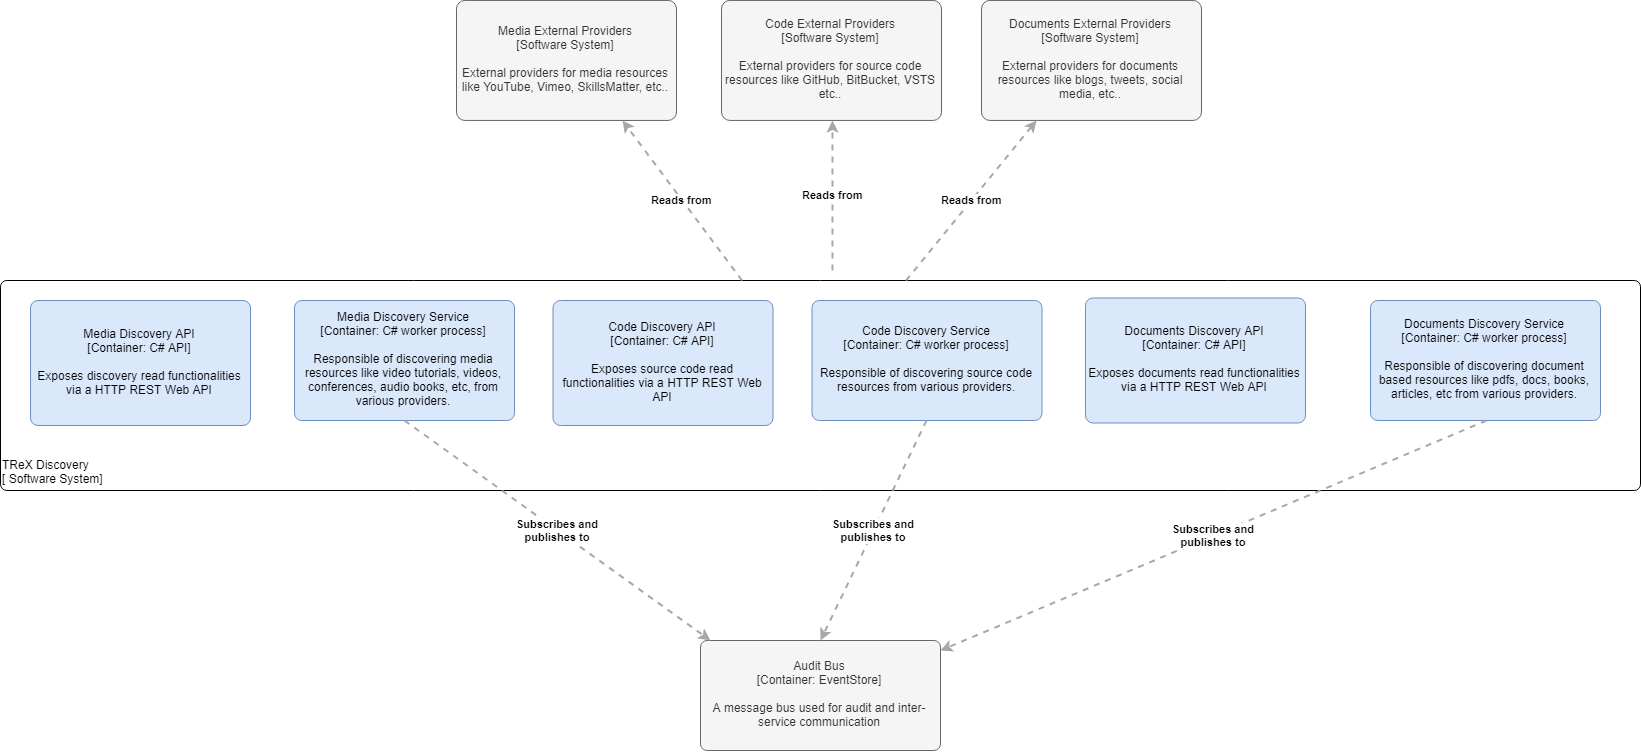 Media External Providers
[Software System]
External providers for media resources
like YouTube, Vimeo, SkillsMatter, etc..
Code External Providers
[Software System]
External providers for source code
resources like GitHub, BitBucket, VSTS
etc..
Documents External Providers
[Software System]
External providers for documents
resources like blogs, tweets, social
media, etc..
Reads from
Reads from
Reads from
Media Discovery API
[Container: C# API]
Exposes discovery read functionalities
via a HTTP REST Web API
Media Discovery Service
[Container: C# worker process]
Responsible of discovering media
resources like video tutorials, videos,
conferences, audio books, etc, from
various providers.
Code Discovery API
[Container: C# API]
Exposes source code read
functionalities via a HTTP REST Web
API
Code Discovery Service
[Container: C# worker process]
Responsible of discovering source code
resources from various providers.
Documents Discovery API
[Container: C# API]
Exposes documents read functionalities
via a HTTP REST Web API
Documents Discovery Service
[Container: C# worker process]
Responsible of discovering document
based resources like pdfs, docs, books,
articles, etc from various providers.
TReX Discovery
[ Software System]
Subscribes and
publishes to
Subscribes and
publishes to
Subscribes and
publishes to
Audit Bus
[Container: EventStore]
A message bus used for audit and inter-
service communication